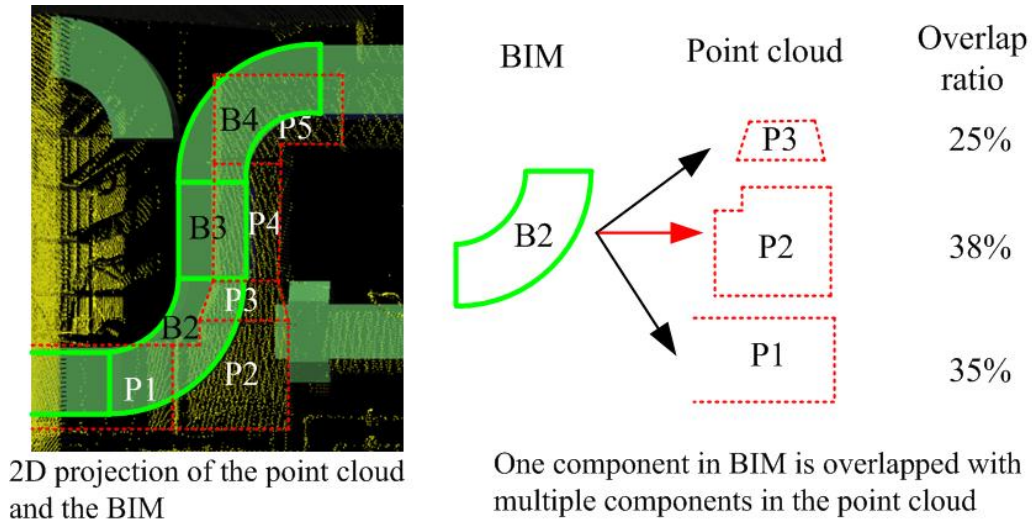 B4
P5
B3
P4
P3
B2
P2
P1
2D projection of the point cloud
and the BIM
BIM
Point cloud
Overlap
ratio
P3
25%
B2
P2
38%
P1
35%
One component in BIM is overlapped with
multiple components in the point cloud